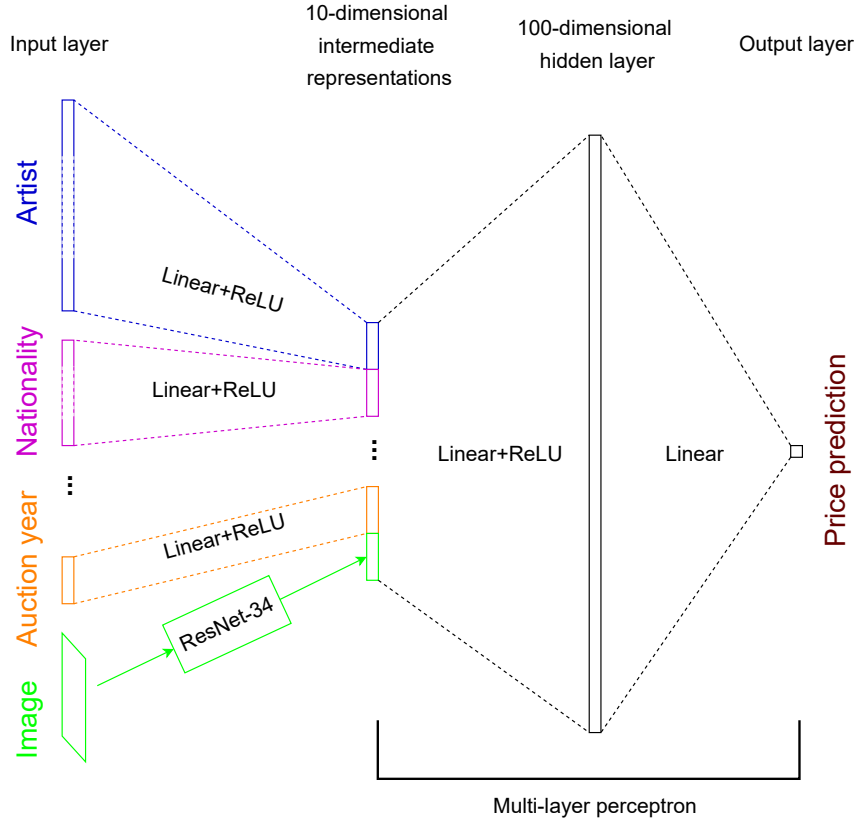 Input layer
10-dimensional
intermediate
representations
100-dimensional
hidden layer
Output layer
Artist
Linear+ReLU
Nationality
Linear+ReLU
...
...
Linear+ReLU
Linear
Price prediction
Auction year
Linear+ReLU
ResNet-34
Image
Multi-layer perceptron